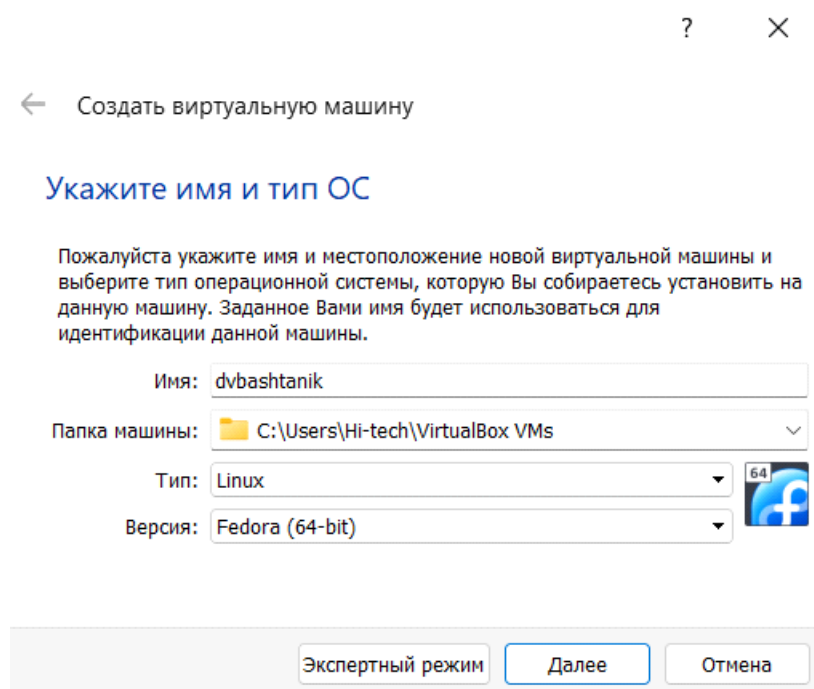 ?
Создать виртуальную машину
Укажите имя и тип ОС
Пожалуйста укажите имя и местоположение новой виртуальной машины и
выберите тип операционной системы, которую Вы собираетесь установить на
данную машину. Заданное Вами имя будет использоваться для
идентификации данной машины.
Имя: dvbashtanik
Папка машины: C:\Users\Hi-tech\VirtualBox VMs
Тип: Linux
64
Версия: Fedora (64-bit)
Экспертный режим Далее Отмена